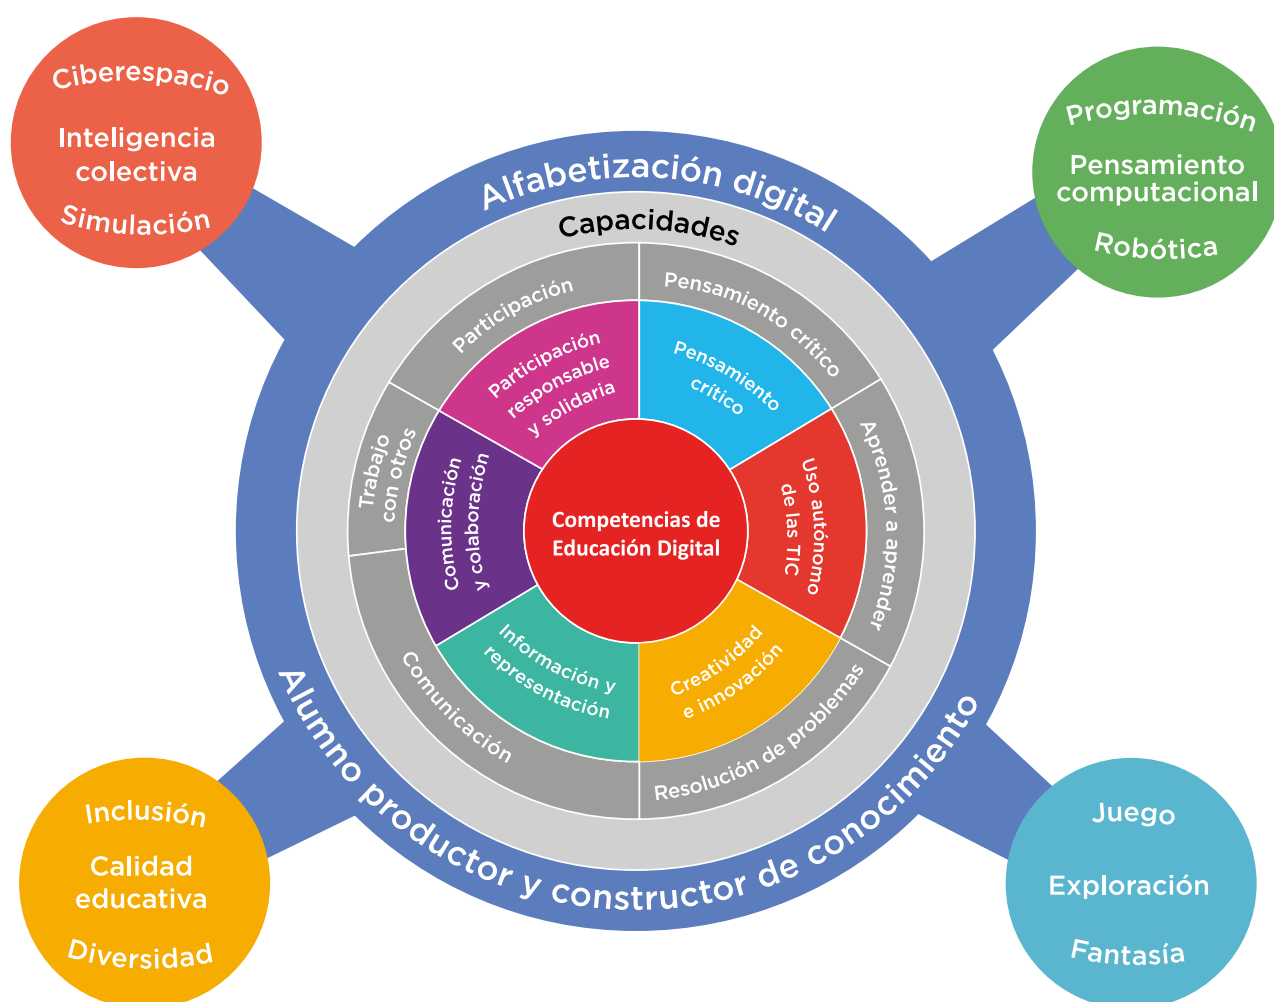 Ciberespacio
Inteligencia
colectiva
Simulación
Programación
Pensamiento
computacional
Robótica
Alfabetización digital
Capacidades
Participación
Pensamiento crítico
Aprender a aprender
Resolución de problemas
Comunicación
Trabajo
con otros
Participación
responsable
y solidaria
Pensamiento
crítico
Uso autónomo
de las TIC
Creatividad
e innovación
Información y
representación
Comunicación
y colaboración
Competencias de
Educación Digital
Alumno productor y constructor de conocimiento
Inclusión
Calidad
educativa
Diversidad
Juego
Exploración
Fantasía